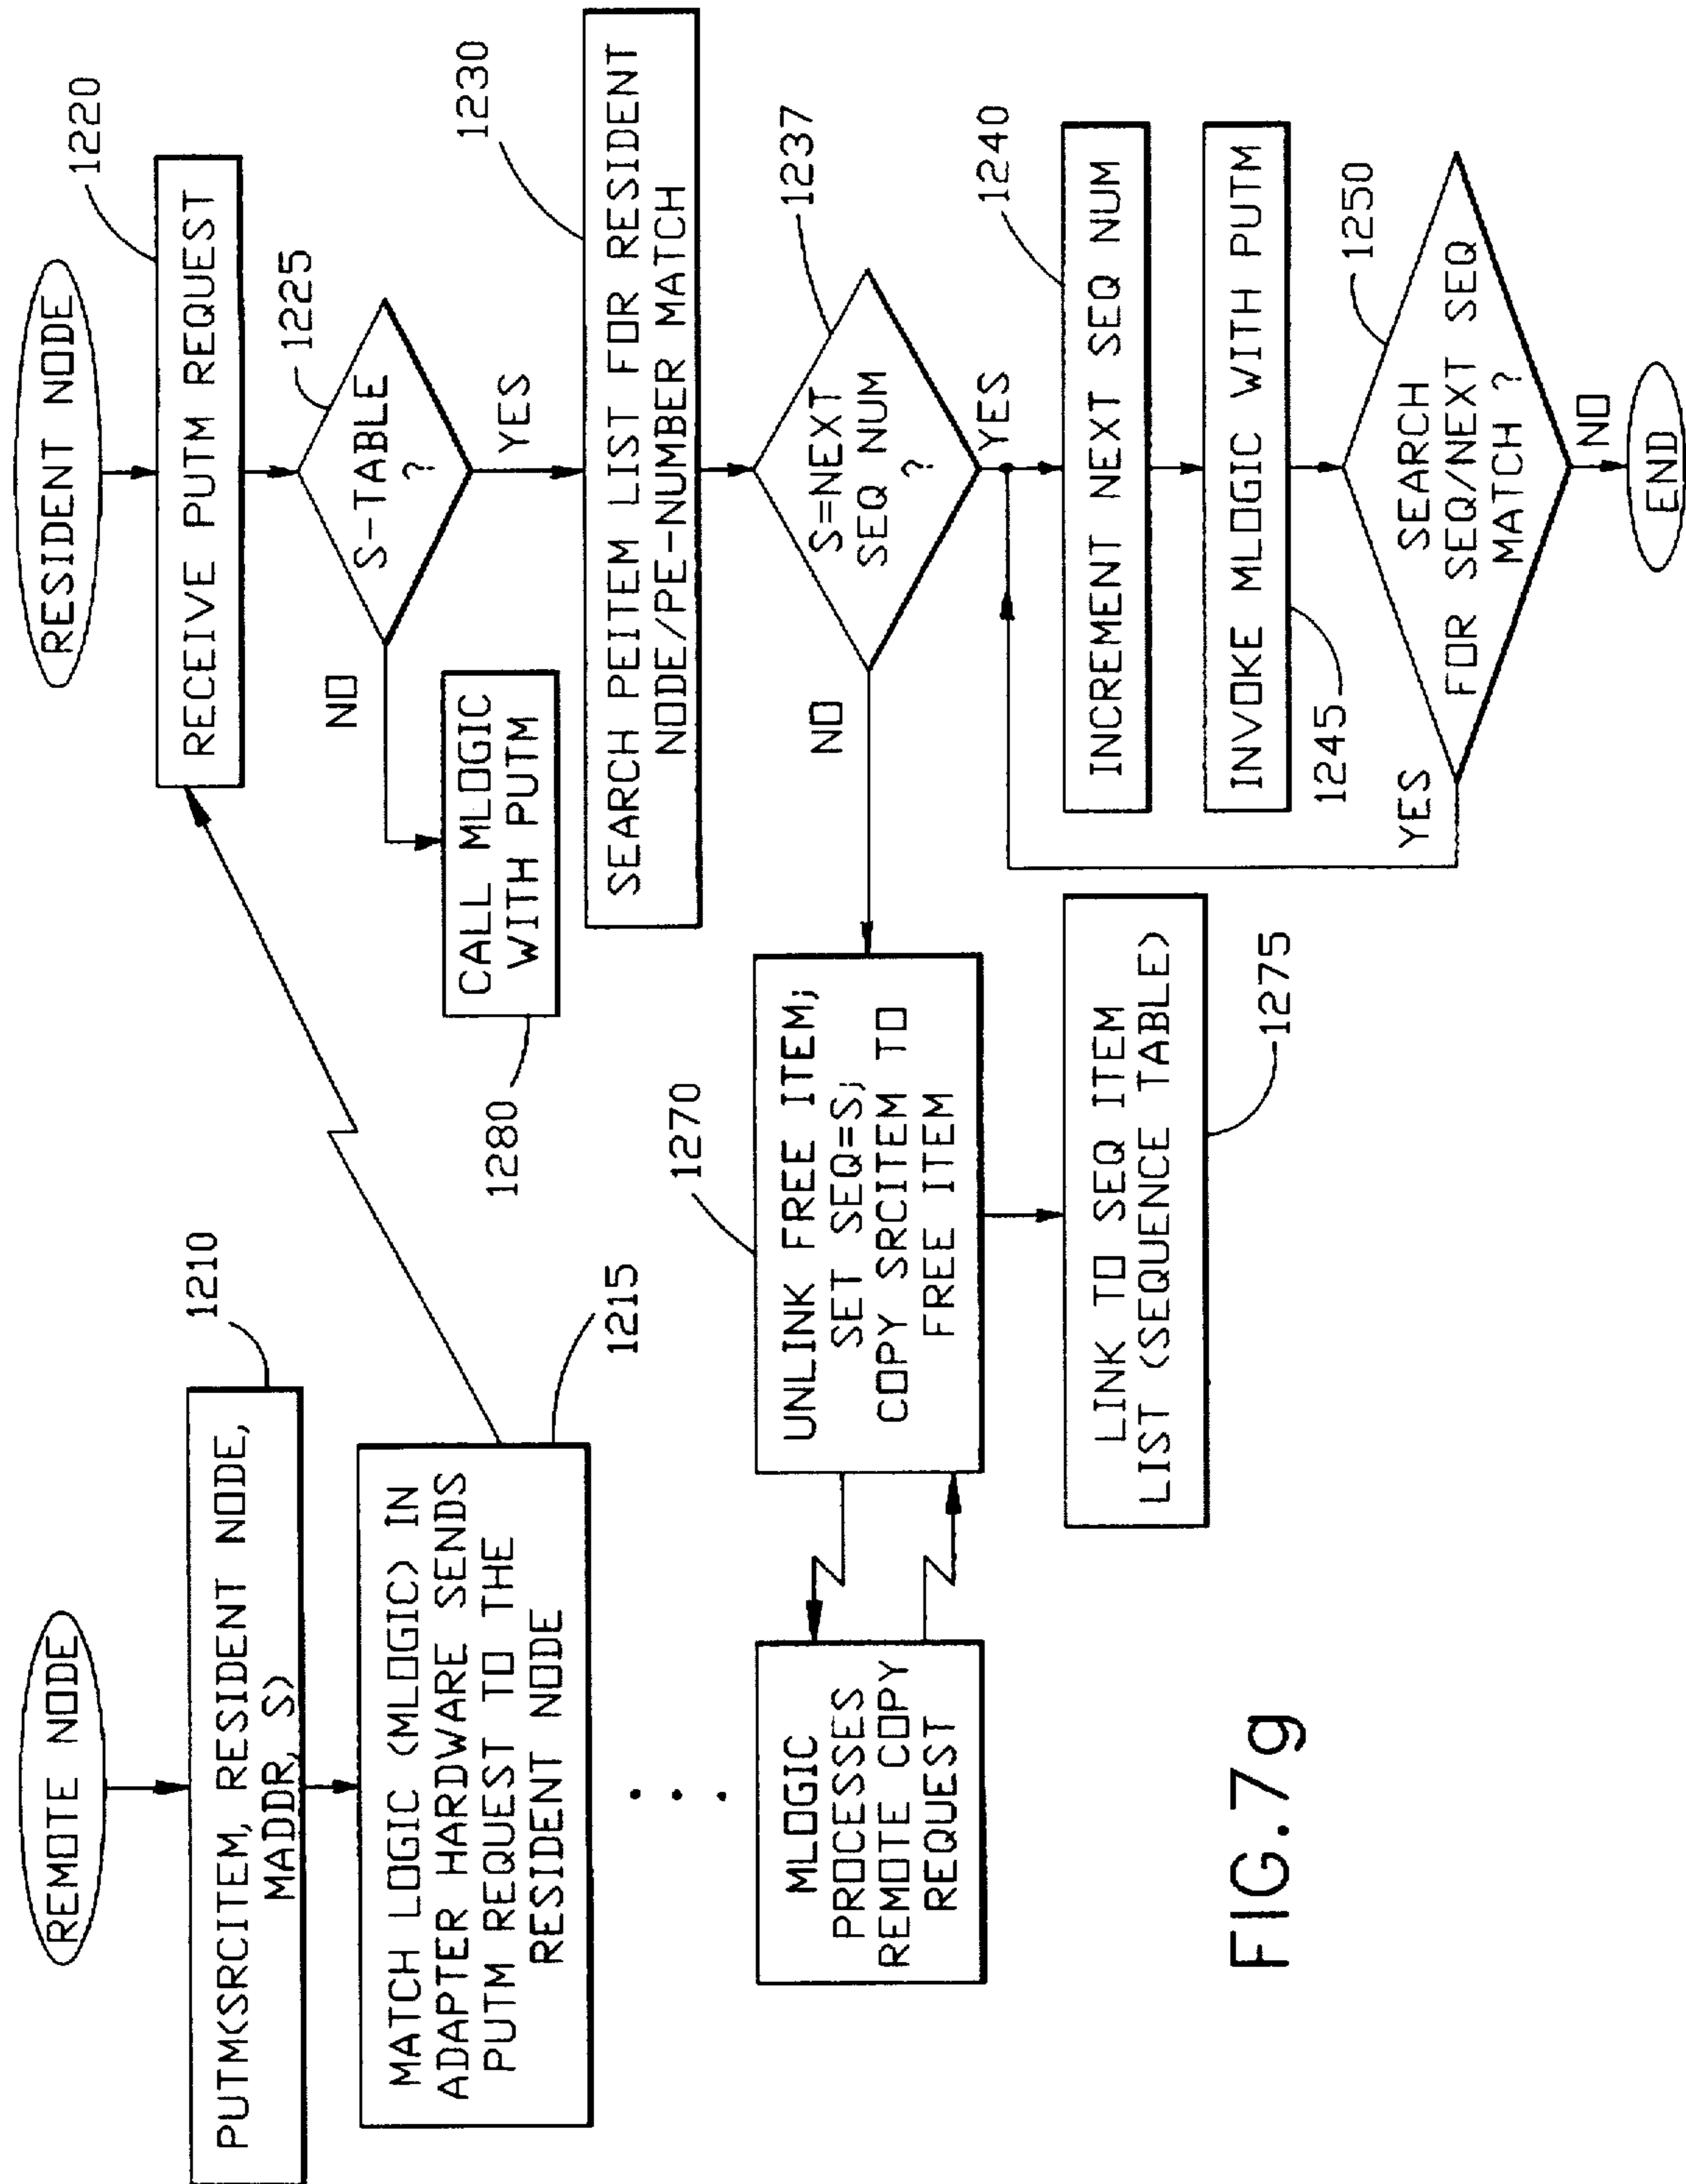 REMOTE NODE
PUTM(SRCITEM, RESIDENT NODE,
MADDR, S)
1210
MATCH LOGIC (MLOGIC) IN
ADAPTER HARDWARE SENDS
PUTM REQUEST TO THE
RESIDENT NODE
1215
MLOGIC
PROCESSES
REMOTE COPY
REQUEST
RESIDENT NODE
1220
RECEIVE PUTM REQUEST
1225
S-TABLE
?
NO
YES
CALL MLOGIC
WITH PUTM
1280
1230
SEARCH PEITEM LIST FOR RESIDENT
NODE/PE-NUMBER MATCH
1237
S=NEXT
SEQ NUM
?
NO
YES
1270
UNLINK FREE ITEM;
SET SEQ=S;
COPY SRCITEM TO
FREE ITEM
LINK TO SEQ ITEM
LIST (SEQUENCE TABLE)
1275
1240
INCREMENT NEXT SEQ NUM
INVOKE MLOGIC WITH PUTM
1245
1250
SEARCH
FOR SEQ/NEXT SEQ
MATCH ?
YES
NO
END
FIG.7g